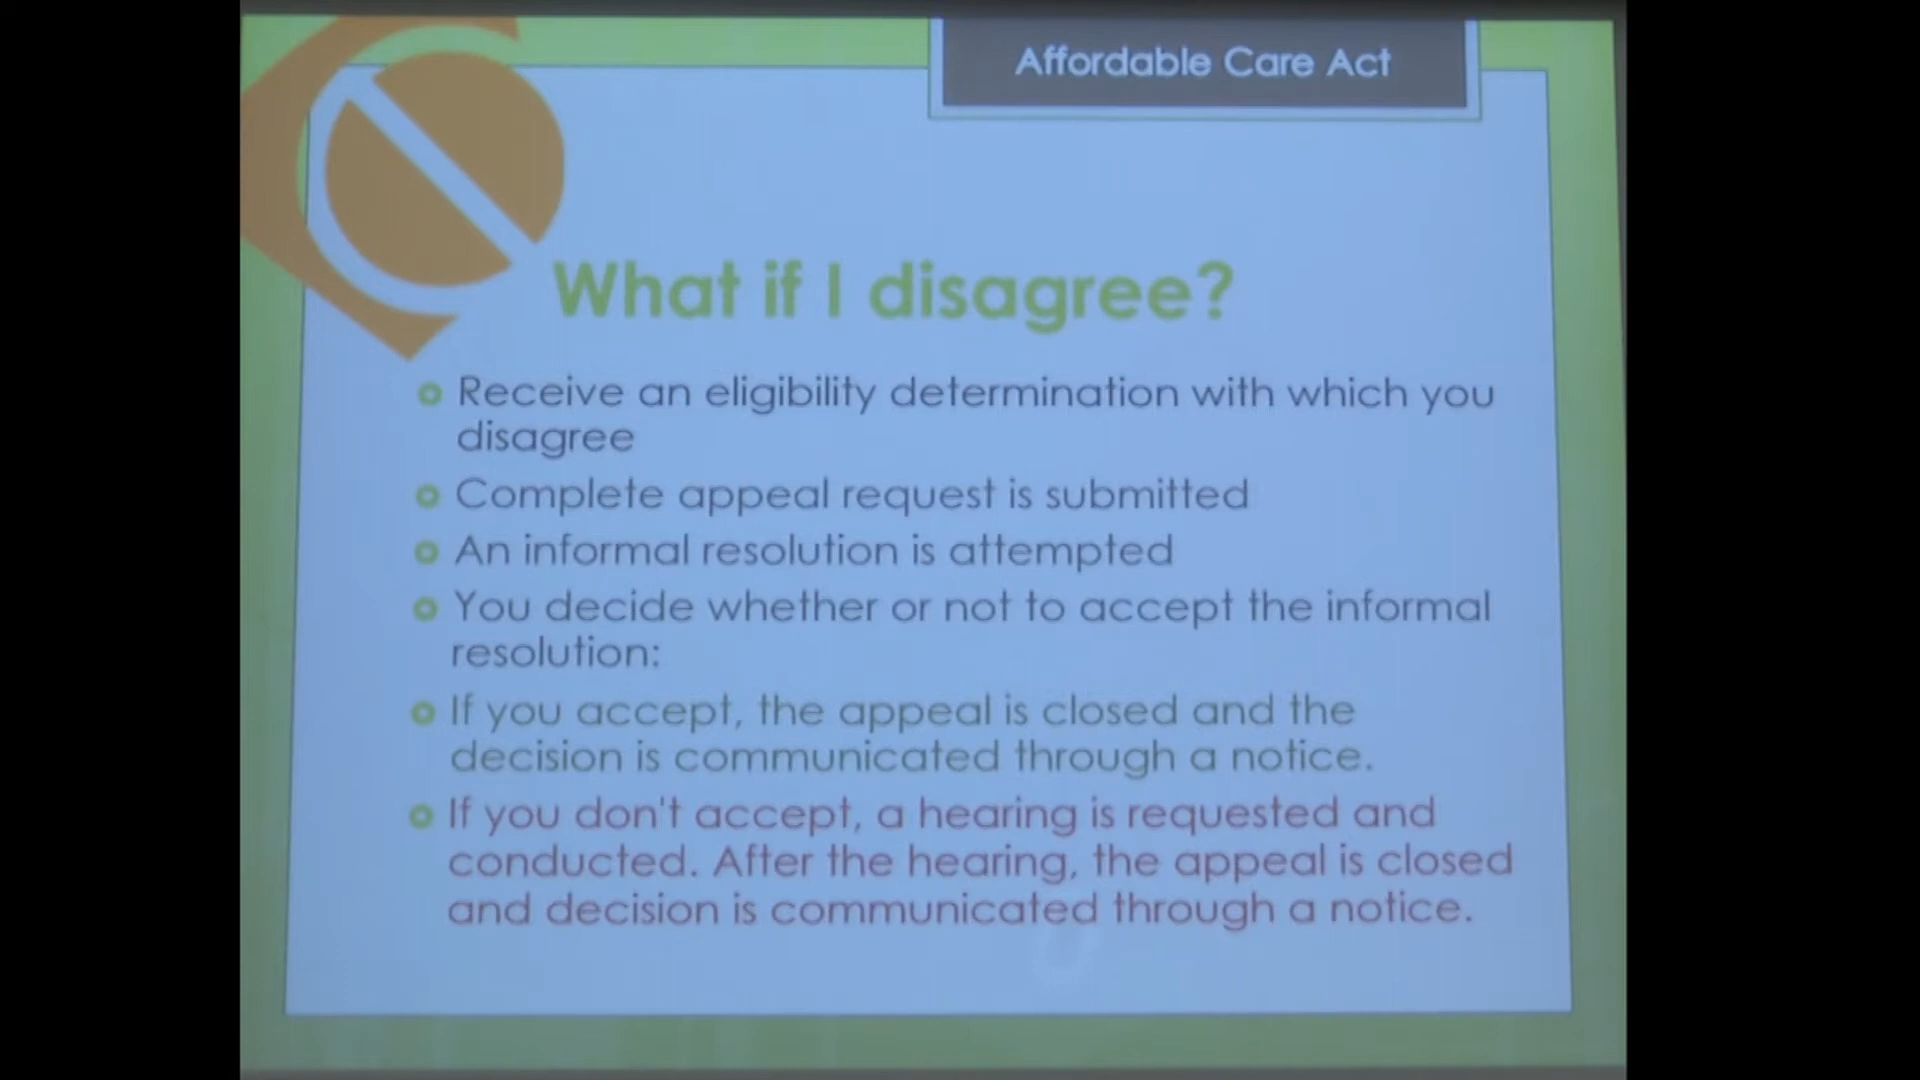 Affordable Care Act
What if I disagree?
Receive an eligibility determination with which you
disagree
Complete appeal request is submitted
An informal resolution is attempted
You decide whether or not to accept the informal
resolution:
If you accept, the appeal is closed and the
decision is communicated through a notice.
If you don't accept, a hearing is requested and
conducted. After the hearing, the appeal is closed
and decision is communicated through a notice.